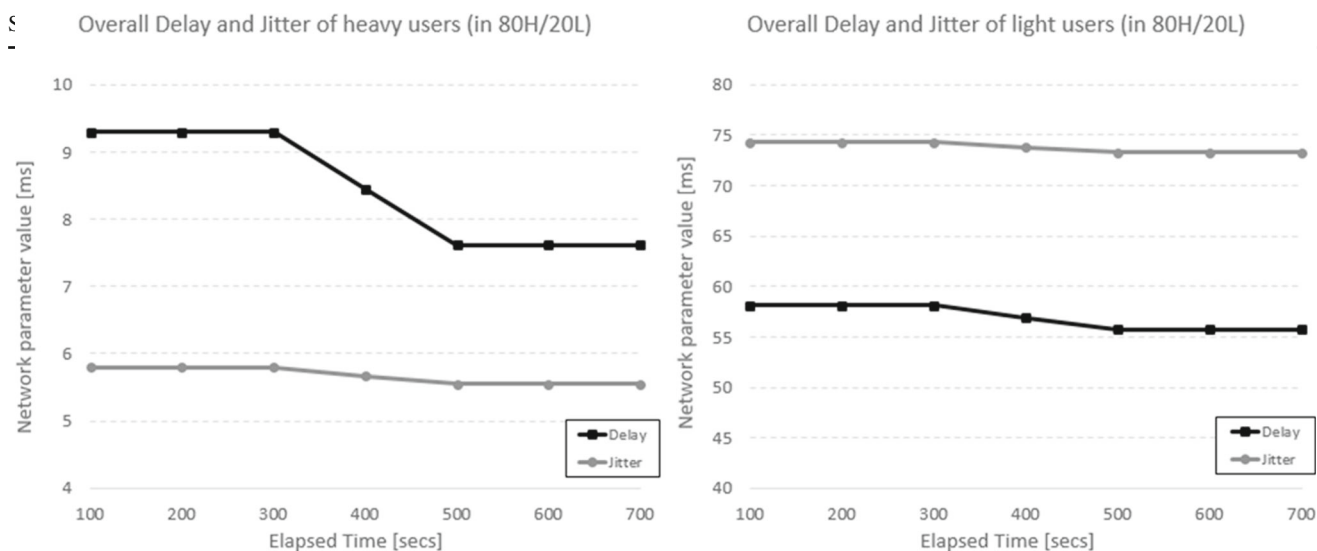 Overall Delay and Jitter of heavy users (in 80H/20L)
10
9
8
7
6
5
4
Network parameter value [ms]
100 200 300 400 500 600 700
Elapsed Time [secs]
Delay
Jitter
Overall Delay and Jitter of light users (in 80H/20L)
80
75
70
65
60
55
50
45
40
Network parameter value [ms]
100 200 300 400 500 600 700
Elapsed Time [secs]
Delay
Jitter